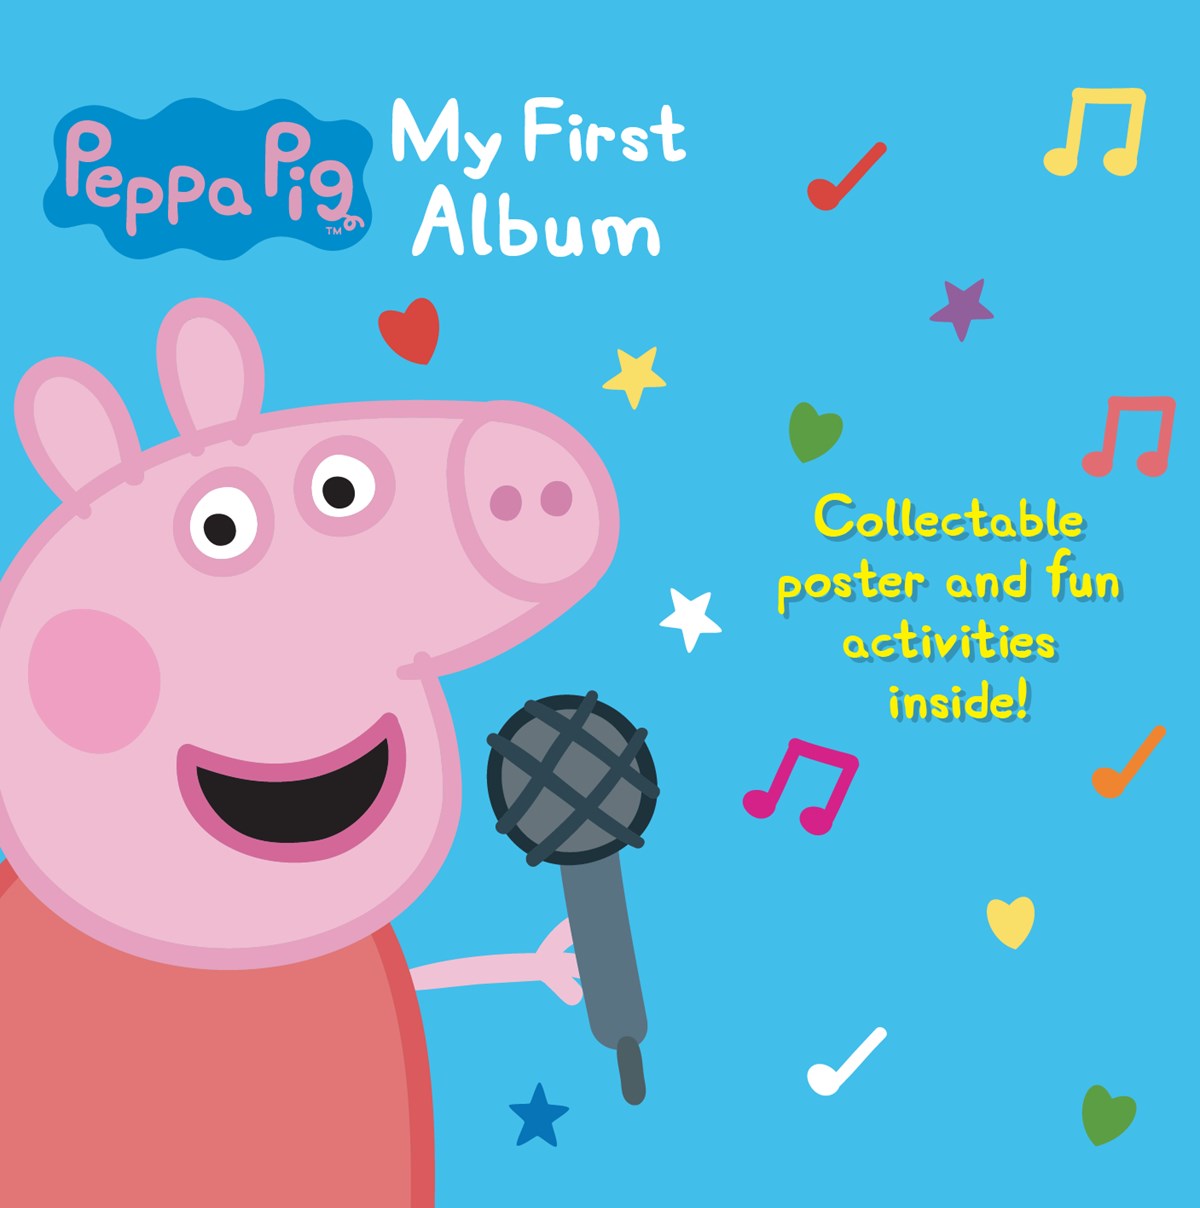 Peppa Pig
TM
My First
Album
Collectable
poster and fun
activities
inside!